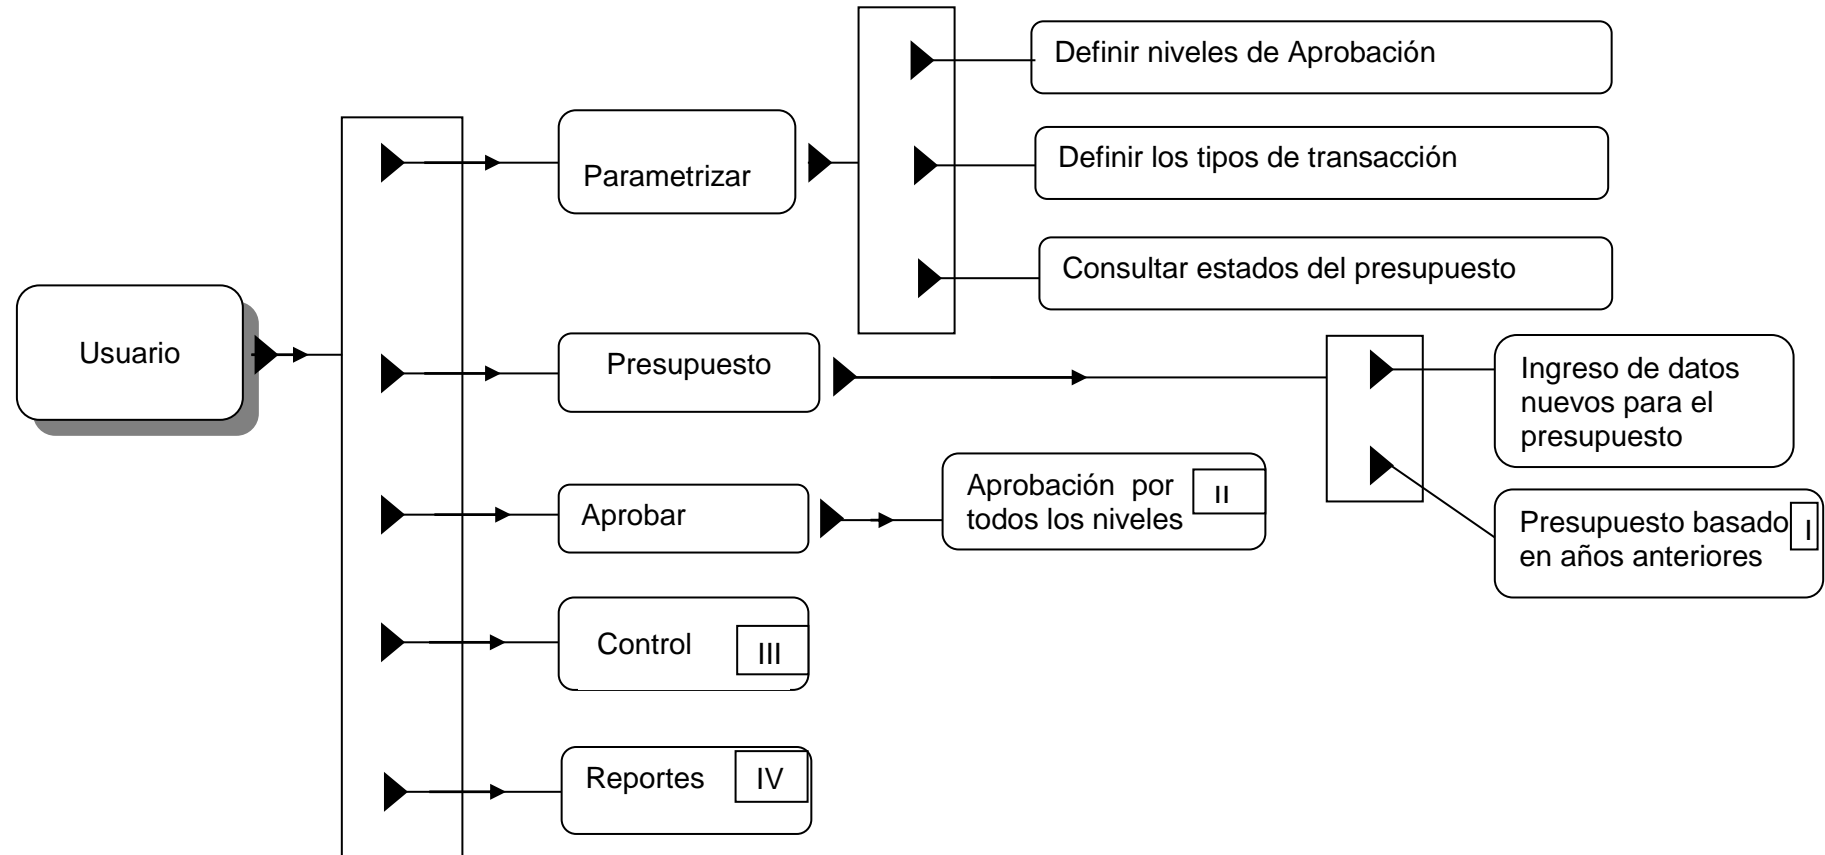 Definir niveles de Aprobación
Definir los tipos de transacción
Parametrizar
Consultar estados del presupuesto
Usuario
Presupuesto
Ingreso de datos
nuevos para el
presupuesto
Aprobar
Aprobación por
todos los niveles
II
Presupuesto basado
en años anteriores
I
Control
III
Reportes
IV